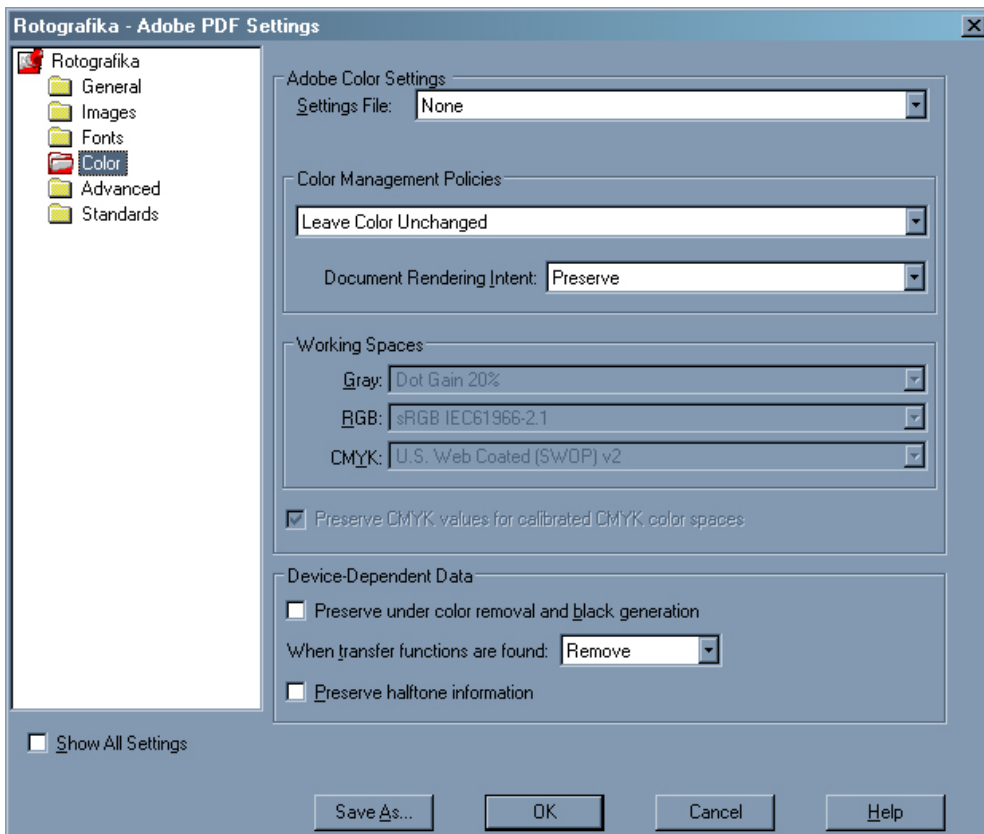 Rotografika - Adobe PDF Settings
Rotografika
General
Images
Fonts
Color
Advanced
Standards
Show All Settings
Adobe Color Settings
Settings File: None
Color Management Policies
Leave Color Unchanged
Document Rendering Intent: Preserve
Working Spaces
Gray: Dot Gain 20%
RGB: sRGB IEC61966-2.1
CMYK: U.S. Web Coated (SWOP) v2
Preserve CMYK values for calibrated CMYK color spaces
Device-Dependent Data
Preserve under color removal and black generation
When transfer functions are found: Remove
Preserve halftone information
Save As... OK Cancel Help